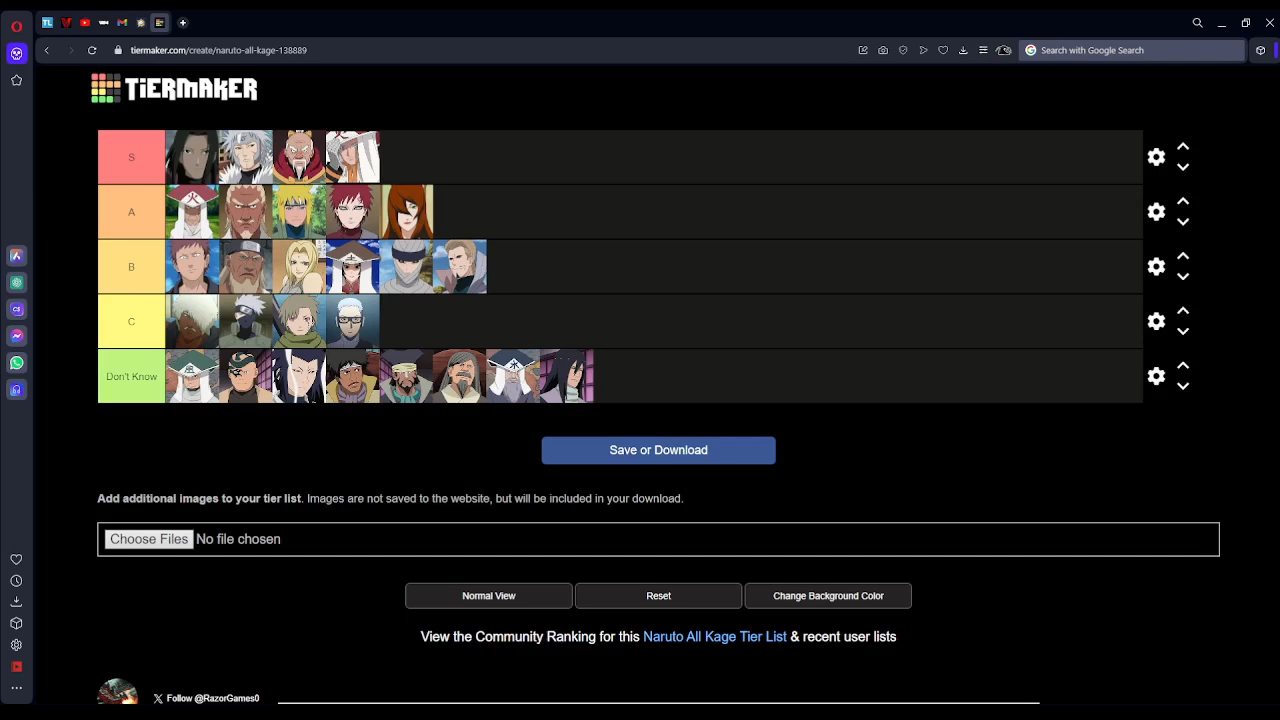 tiermaker.com/create/naruto-all-kage-138889
Search with Google Search
TiERMAKER
S
A
B
C
Don't Know
Save or Download
Add additional images to your tier list. Images are not saved to the website, but will be included in your download.
Choose Files No file chosen
Normal View
Reset
Change Background Color
View the Community Ranking for this Naruto All Kage Tier List & recent user lists
Follow @RazorGames0